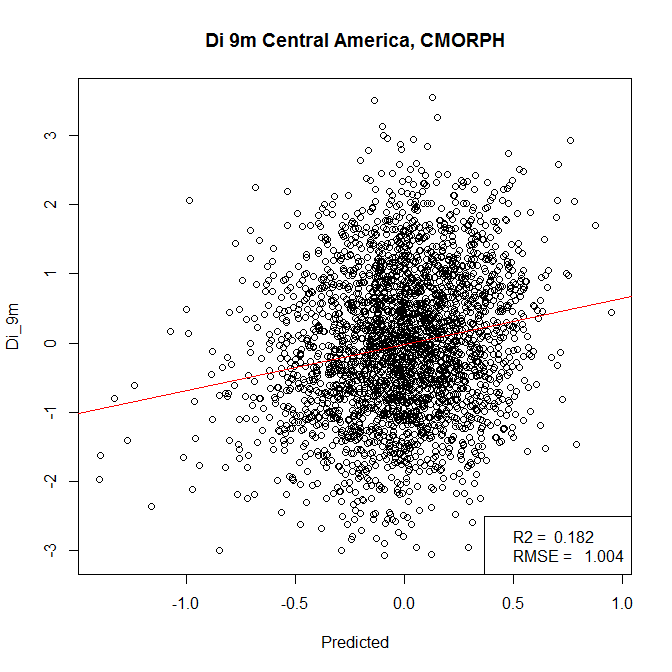 Di 9m Central America, CMORPH
3
2
1
0
-1
-2
-3
Di_9m
R2 = 0.182
RMSE = 1.004
-1.0 -0.5 0.0 0.5 1.0
Predicted